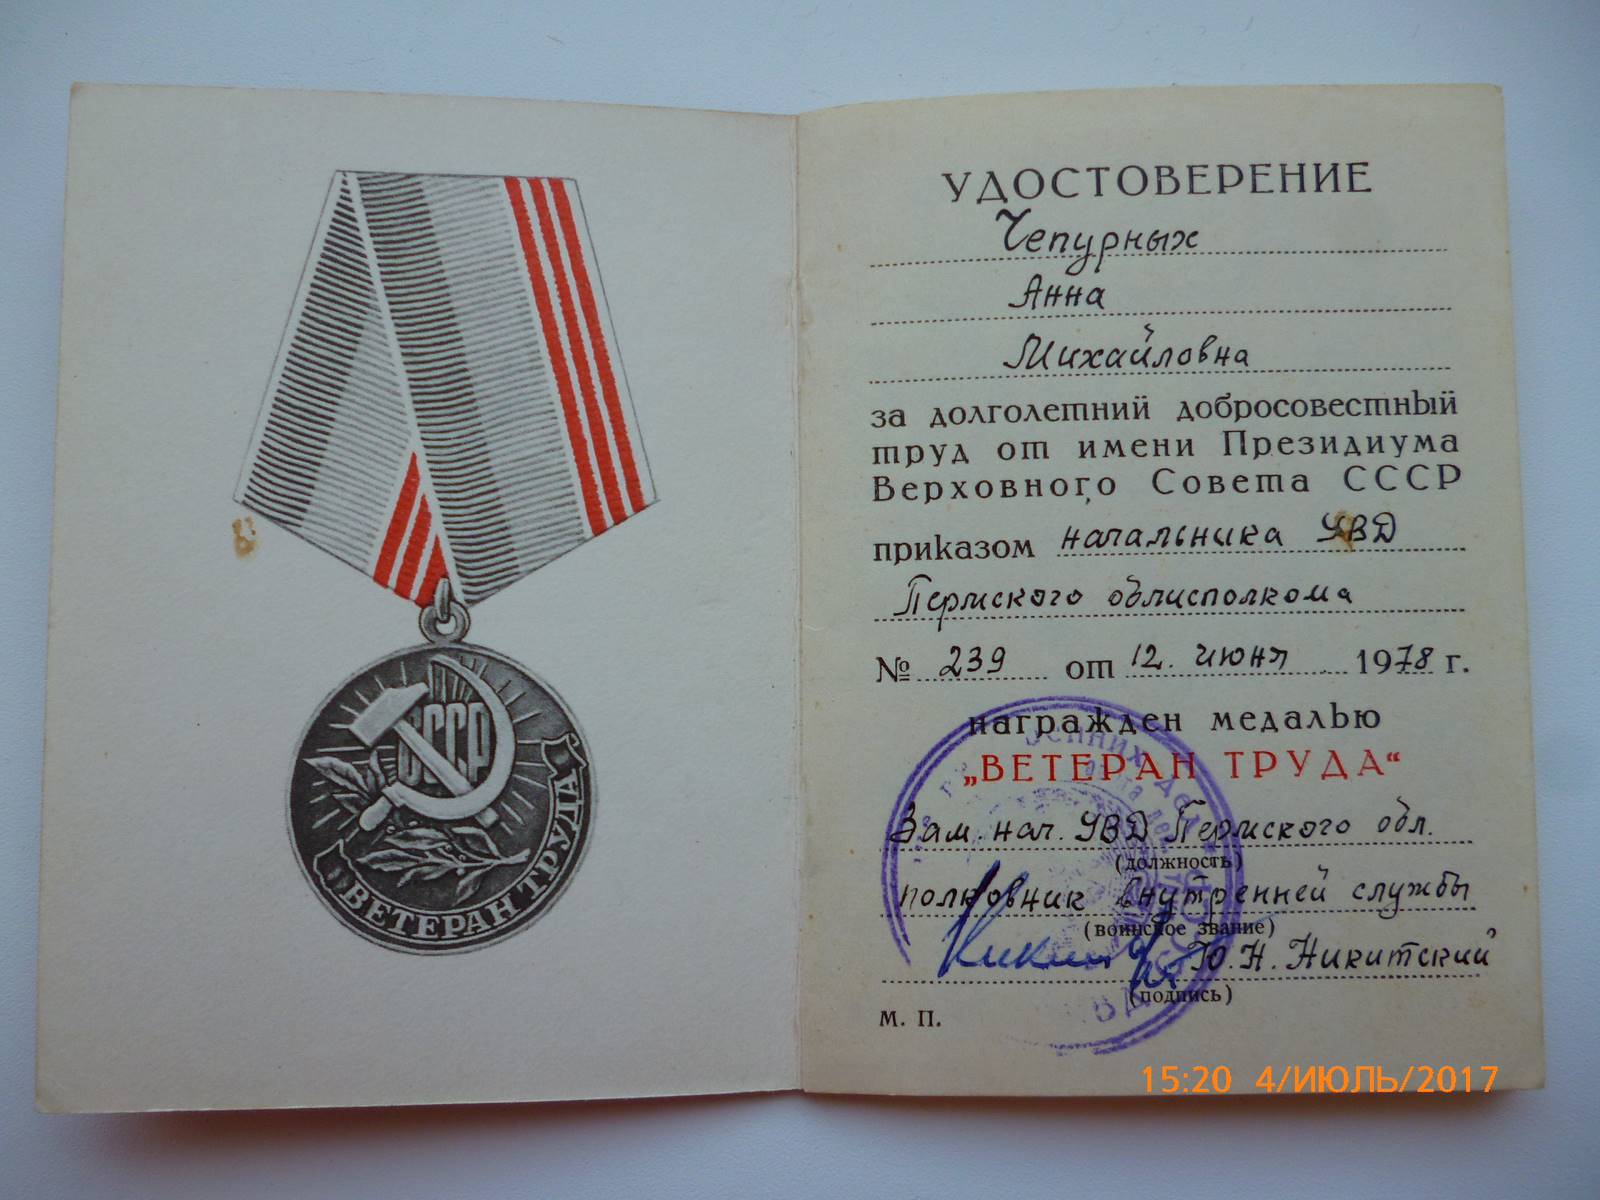 СССР
ВЕТЕРАН ТРУДА
УДОСТОВЕРЕНИЕ
Чепурных
Анна
Михайловна
за долголетний добросовестный
труд от имени Президиума
Верховного Совета СССР
приказом начальника УВД
Пермского облисполкома
№ 239 от 12 июня 1978 г.
награжден медалью
„ВЕТЕРАН ТРУДА“
Зам. нач. УВД Пермского обл.
(должность)
полковник внутренней службы
(воинское звание)
Ю.Н. Никитский
(подпись)
М. П.
15:20 4/ИЮЛЬ/2017